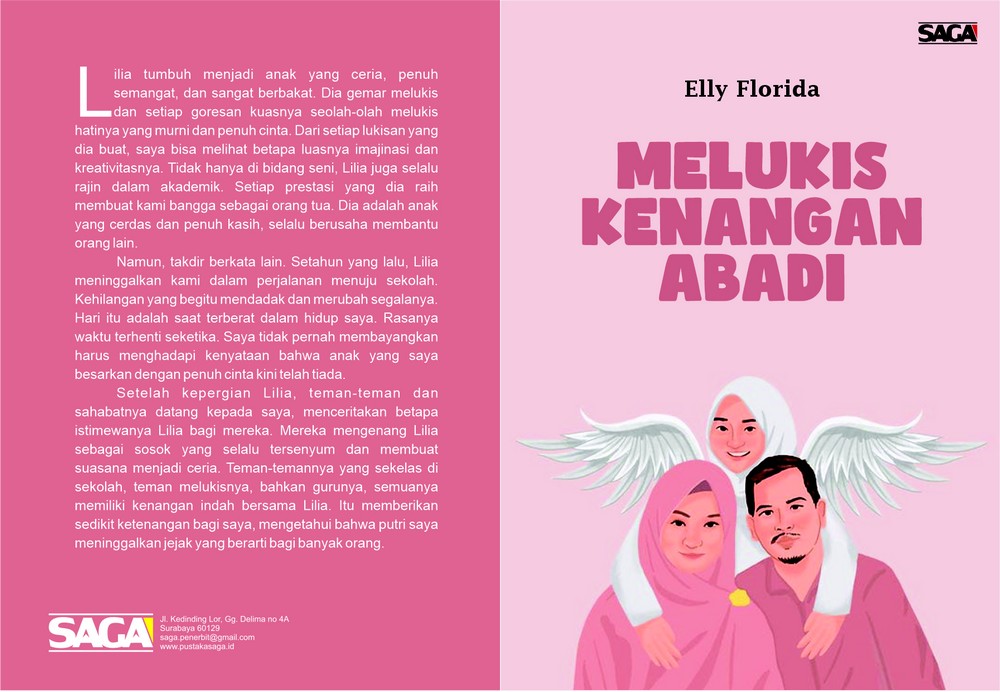 Lilia tumbuh menjadi anak yang ceria, penuh
semangat, dan sangat berbakat. Dia gemar melukis
dan setiap goresan kuasnya seolah-olah melukis
hatinya yang murni dan penuh cinta. Dari setiap lukisan yang
dia buat, saya bisa melihat betapa luasnya imajinasi dan
kreativitasnya. Tidak hanya di bidang seni, Lilia juga selalu
rajin dalam akademik. Setiap prestasi yang dia raih
membuat kami bangga sebagai orang tua. Dia adalah anak
yang cerdas dan penuh kasih, selalu berusaha membantu
orang lain.
Namun, takdir berkata lain. Setahun yang lalu, Lilia
meninggalkan kami dalam perjalanan menuju sekolah.
Kehilangan yang begitu mendadak dan merubah segalanya.
Hari itu adalah saat terberat dalam hidup saya. Rasanya
waktu terhenti seketika. Saya tidak pernah membayangkan
harus menghadapi kenyataan bahwa anak yang saya
besarkan dengan penuh cinta kini telah tiada.
Setelah kepergian Lilia, teman-teman dan
sahabatnya datang kepada saya, menceritakan betapa
istimewanya Lilia bagi mereka. Mereka mengenang Lilia
sebagai sosok yang selalu tersenyum dan membuat
suasana menjadi ceria. Teman-temannya yang sekelas di
sekolah, teman melukisnya, bahkan gurunya, semuanya
memiliki kenangan indah bersama Lilia. Itu memberikan
sedikit ketenangan bagi saya, mengetahui bahwa putri saya
meninggalkan jejak yang berarti bagi banyak orang.
SAGA
Jl. Kedinding Lor, Gg. Delima no 4A
Surabaya 60129
saga.penerbit@gmail.com
www.pustakasaga.id
SAGA
Elly Florida
MELUKIS
KENANGAN
ABADI